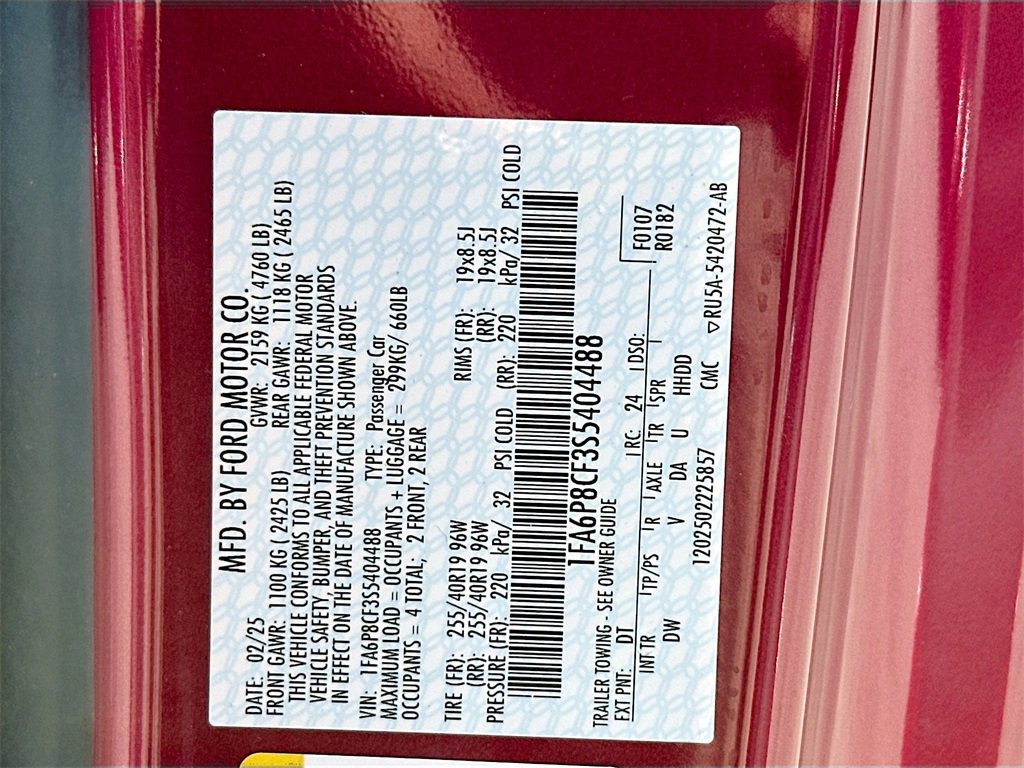 MFD. BY FORD MOTOR CO.
DATE: 02/25 GVWR: 2159 KG ( 4760 LB)
FRONT GAWR: 1100 KG ( 2425 LB) REAR GAWR: 1118 KG ( 2465 LB)
THIS VEHICLE CONFORMS TO ALL APPLICABLE FEDERAL MOTOR
VEHICLE SAFETY, BUMPER, AND THEFT PREVENTION STANDARDS
IN EFFECT ON THE DATE OF MANUFACTURE SHOWN ABOVE.
VIN: 1FA6P8CF3S5404488 TYPE: Passenger Car
MAXIMUM LOAD = OCCUPANTS + LUGGAGE = 299KG/ 660LB
OCCUPANTS = 4 TOTAL; 2 FRONT, 2 REAR
TIRE (FR): 255/40R19 96W RIMS (FR): 19x8.5J
(RR): 255/40R19 96W (RR): 19x8.5J
PRESSURE (FR): 220 kPa/ 32 PSI COLD (RR): 220 kPa/ 32 PSI COLD
1FA6P8CF3S5404488
TRAILER TOWING - SEE OWNER GUIDE
EXT PNT: DT RC: 24 DSO: F0107
R0182
INT TR TP/PS R AXLE TR SPR
DW V DA U HHDD
1202502225857 CMC ▽RU5A-5420472-AB